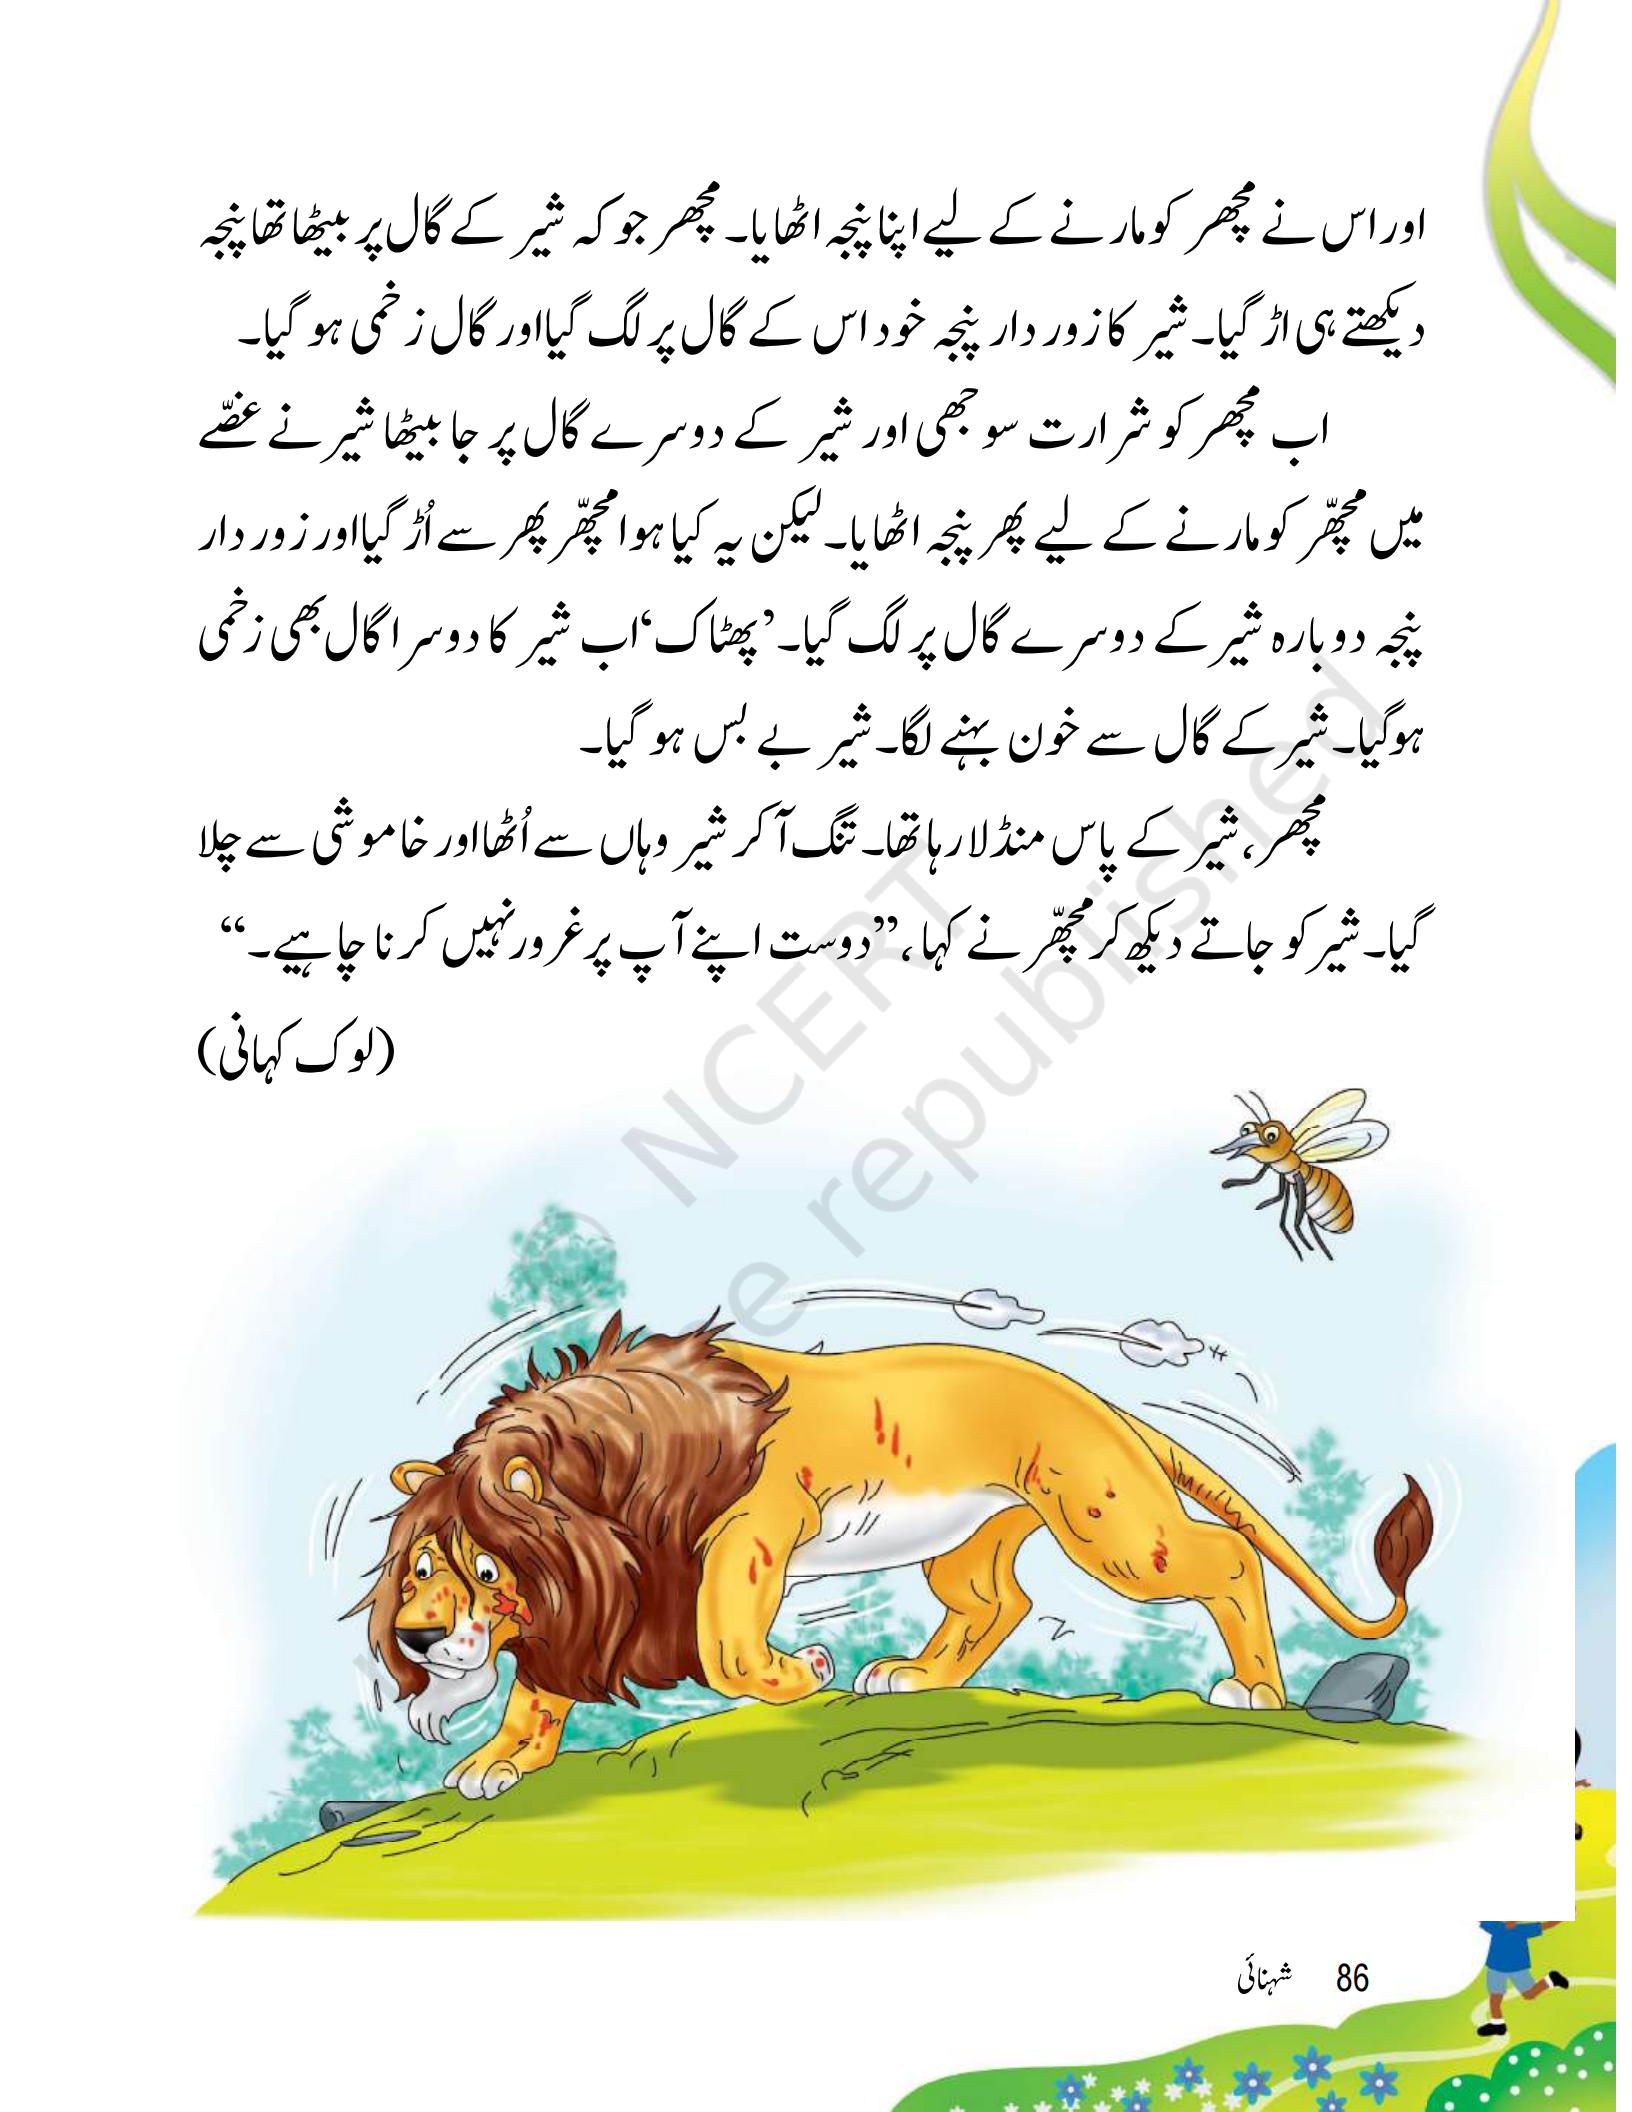 اور اس نے مچھر کو مارنے کے لیے اپنا پنجہ اٹھایا۔ مچھر جو کہ شیر کے گال پر بیٹھا تھا پنجہ
دیکھتے ہی اڑ گیا۔ شیر کا زور دار پنجہ خود اس کے گال پر لگ گیا اور گال زخمی ہو گیا۔
اب مچھر کو شرارت سوجھی اور شیر کے دوسرے گال پر جا بیٹھا شیر نے غصّے
میں مچھّر کو مارنے کے لیے پھر پنجہ اٹھایا۔ لیکن یہ کیا ہوا مچھّر پھر سے اُڑ گیا اور زور دار
پنجہ دوبارہ شیر کے دوسرے گال پر لگ گیا۔ ’پھٹاک‘ اب شیر کا دوسرا گال بھی زخمی
ہوگیا۔ شیر کے گال سے خون بہنے لگا۔ شیر بے بس ہو گیا۔
مچھر، شیر کے پاس منڈلا رہا تھا۔ تنگ آ کر شیر وہاں سے اُٹھا اور خاموشی سے چلا
گیا۔ شیر کو جاتے دیکھ کر مچھّر نے کہا، ’’دوست اپنے آپ پر غرور نہیں کرنا چاہیے۔‘‘
(لوک کہانی)
© NCERT
be republished
86 شہنائی